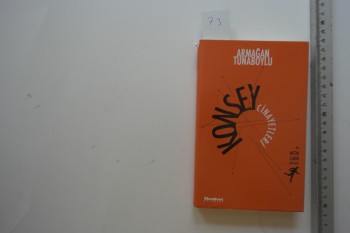 73
ARMAĞAN
TUNABOYLU
KONSEY
CİNAYETLERİ